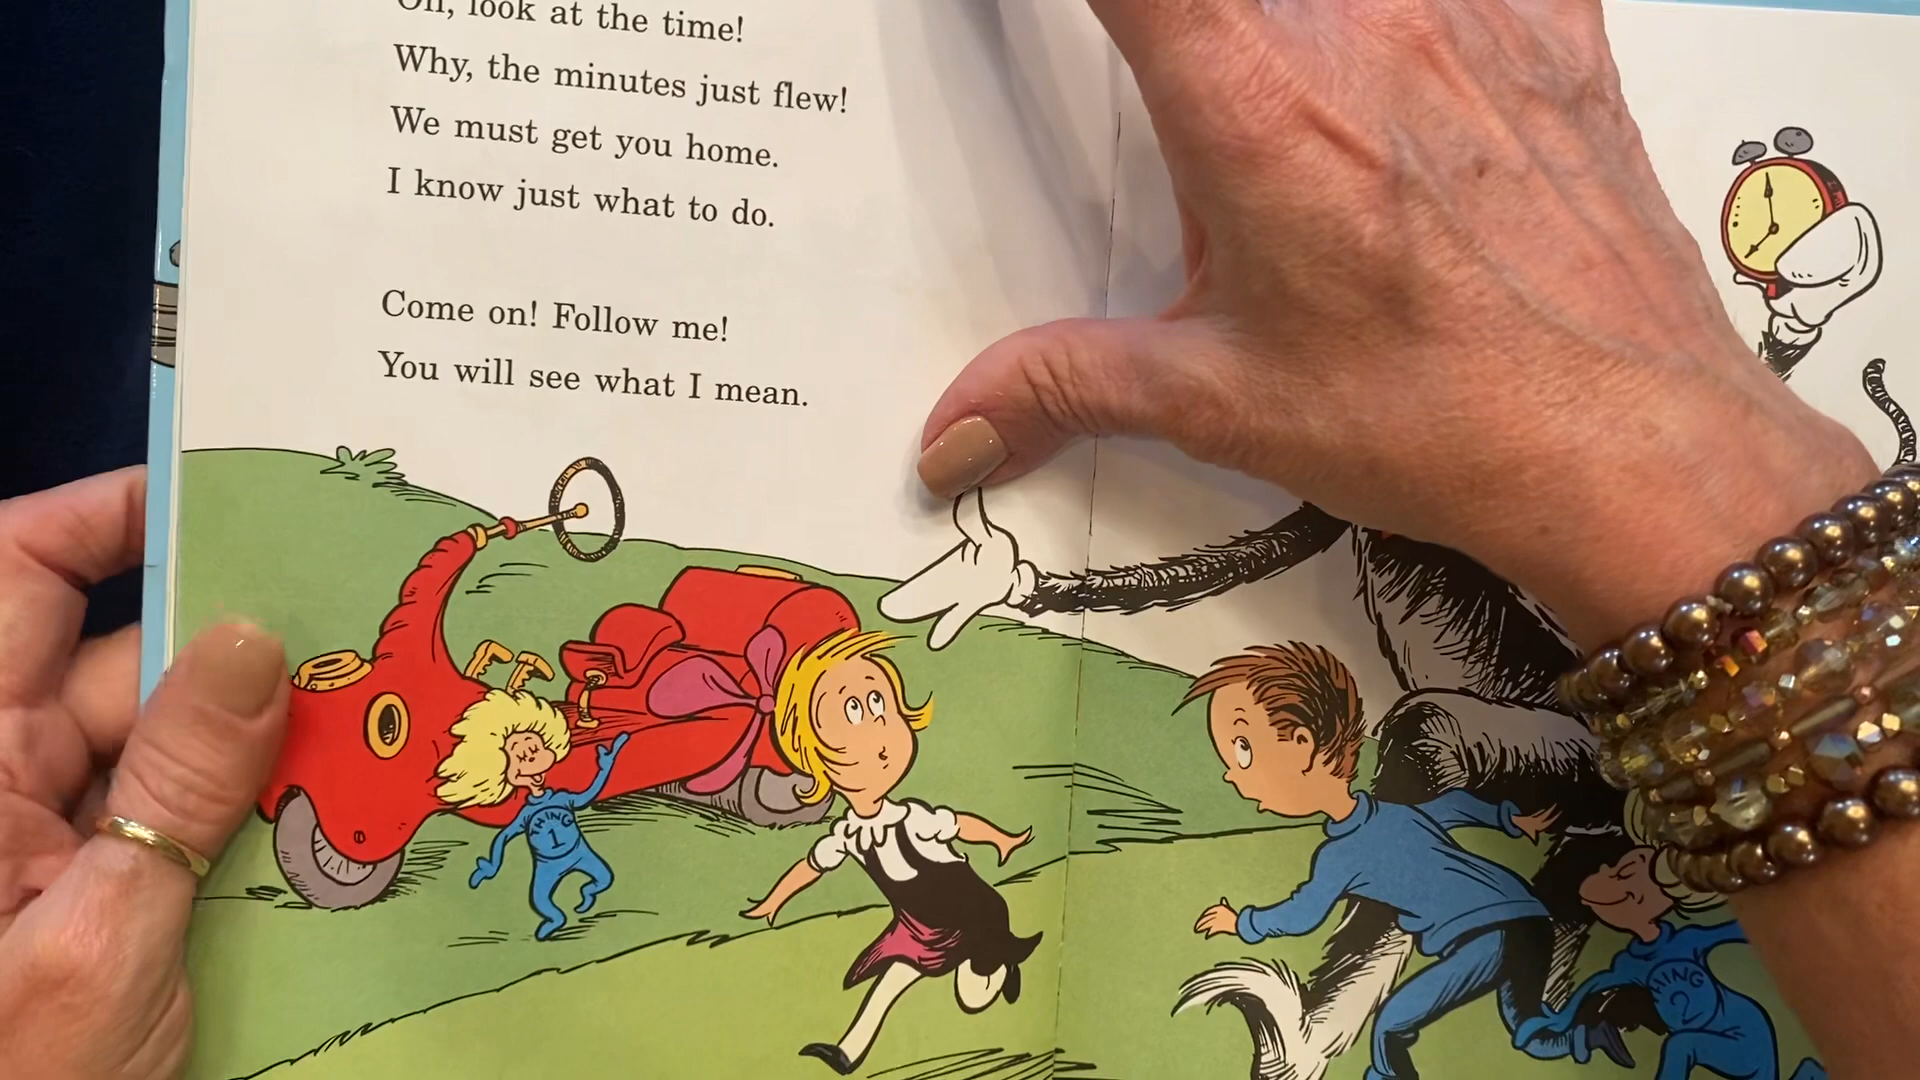 Oh, look at the time!
Why, the minutes just flew!
We must get you home.
I know just what to do.
Come on! Follow me!
You will see what I mean.
THING
1
THING
2